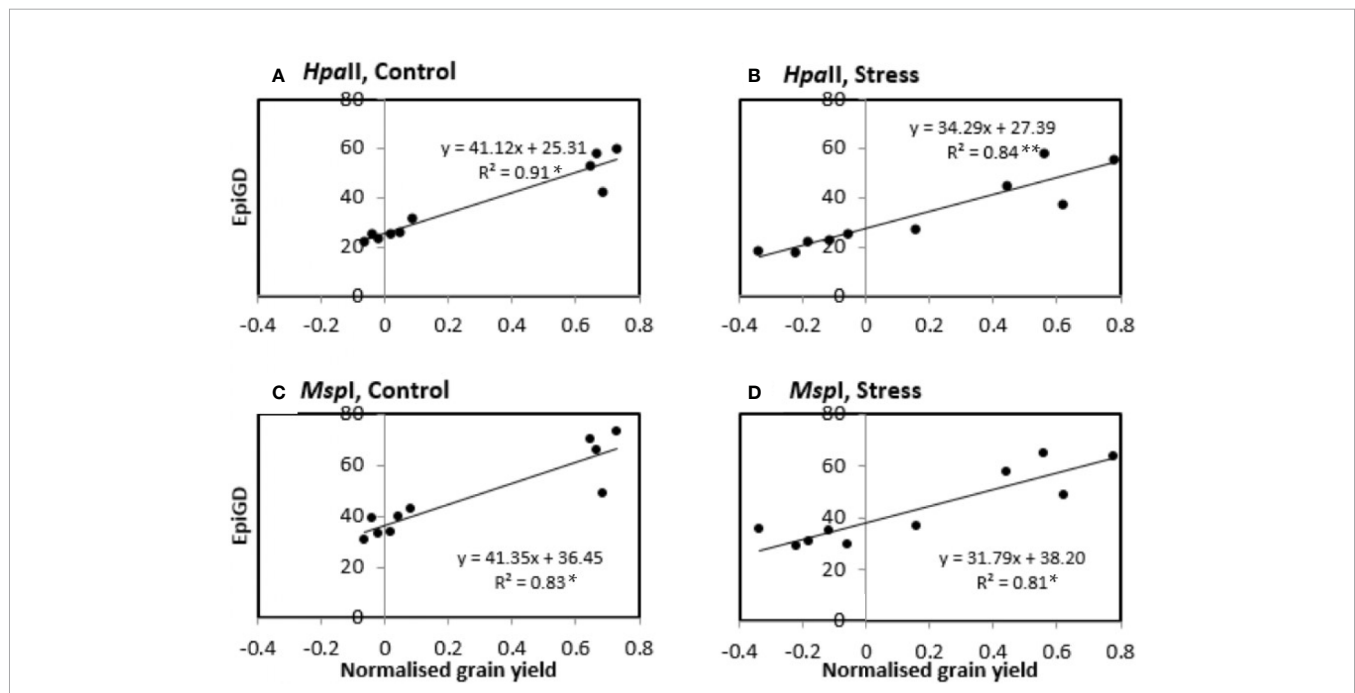 A HpaII, Control
80
60
40
20
0
EpiGD
y = 41.12x + 25.31
R² = 0.91 *
-0.4 -0.2 0 0.2 0.4 0.6 0.8
B HpaII, Stress
80
60
40
20
0
y = 34.29x + 27.39
R² = 0.84 **
-0.4 -0.2 0 0.2 0.4 0.6 0.8
C MspI, Control
80
60
40
20
0
EpiGD
y = 41.35x + 36.45
R² = 0.83 *
-0.4 -0.2 0 0.2 0.4 0.6 0.8
Normalised grain yield
D MspI, Stress
80
60
40
20
0
y = 31.79x + 38.20
R² = 0.81 *
-0.4 -0.2 0 0.2 0.4 0.6 0.8
Normalised grain yield